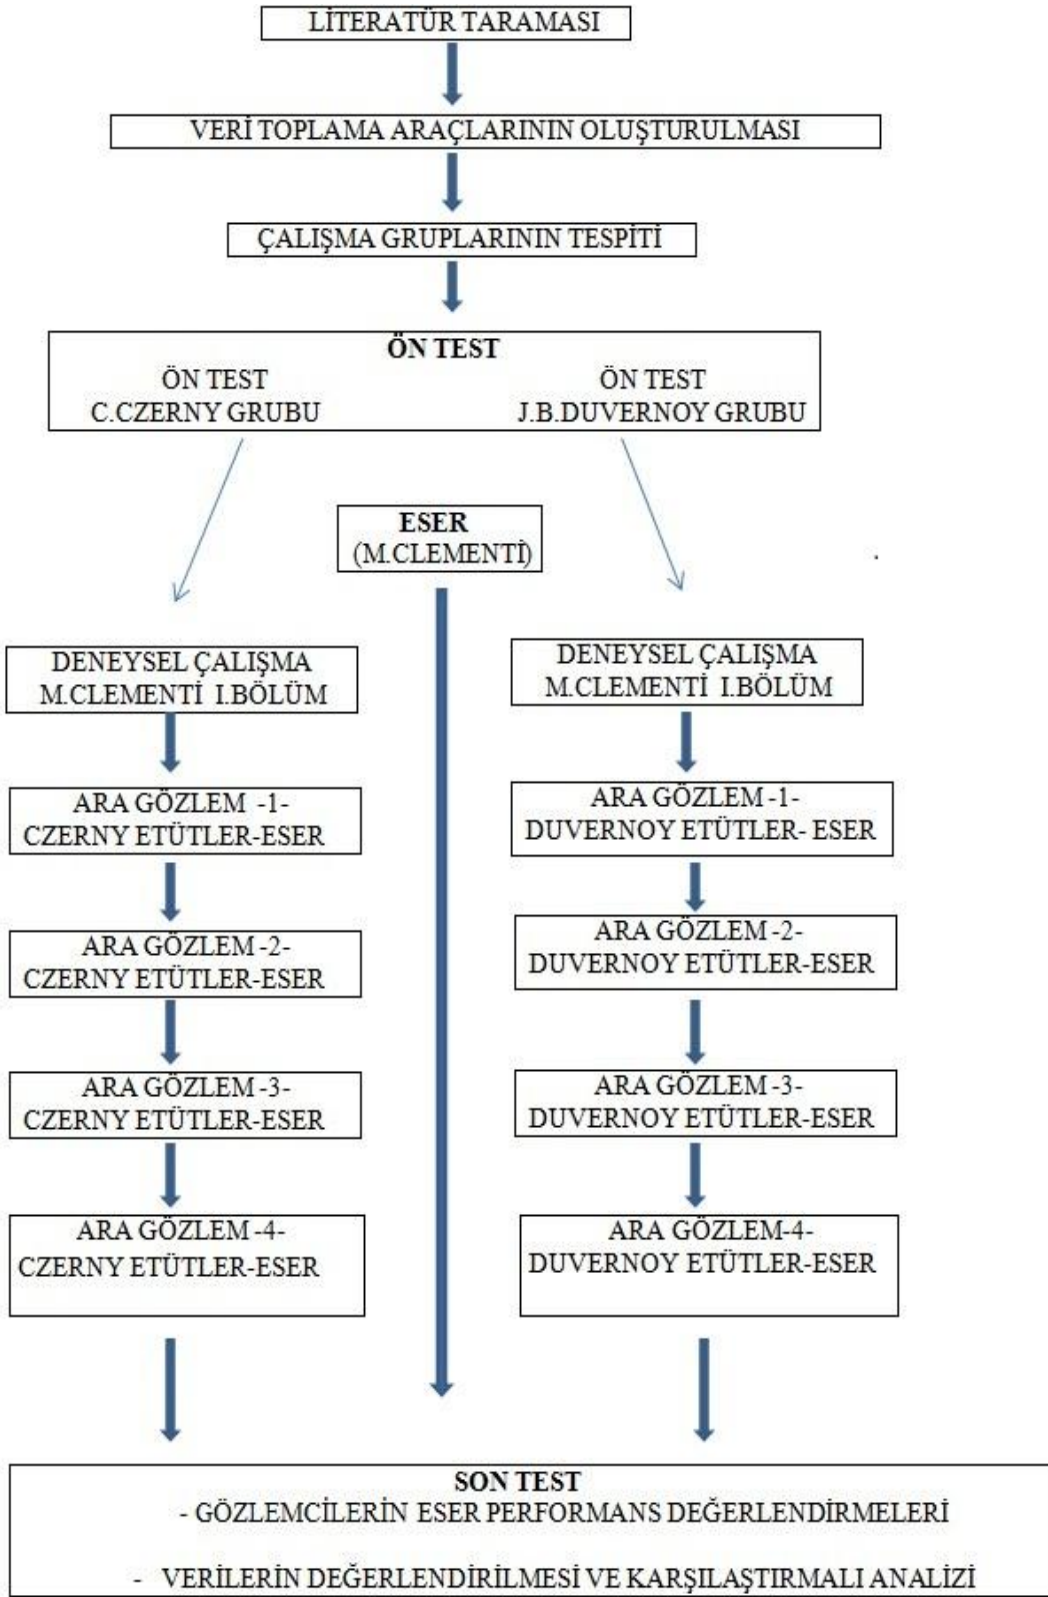 LİTERATÜR TARAMASI
VERİ TOPLAMA ARAÇLARININ OLUŞTURULMASI
ÇALIŞMA GRUPLARININ TESPİTİ
ÖN TEST
ÖN TEST
C.CZERNY GRUBU
ÖN TEST
J.B.DUVERNOY GRUBU
ESER
(M.CLEMENTİ)
DENEYSEL ÇALIŞMA
M.CLEMENTİ I.BÖLÜM
ARA GÖZLEM -1-
CZERNY ETÜTLER-ESER
ARA GÖZLEM -2-
CZERNY ETÜTLER-ESER
ARA GÖZLEM -3-
CZERNY ETÜTLER-ESER
ARA GÖZLEM -4-
CZERNY ETÜTLER-ESER
DENEYSEL ÇALIŞMA
M.CLEMENTİ I.BÖLÜM
ARA GÖZLEM -1-
DUVERNOY ETÜTLER- ESER
ARA GÖZLEM -2-
DUVERNOY ETÜTLER-ESER
ARA GÖZLEM -3-
DUVERNOY ETÜTLER-ESER
ARA GÖZLEM-4-
DUVERNOY ETÜTLER-ESER
SON TEST
- GÖZLEMCİLERİN ESER PERFORMANS DEĞERLENDİRMELERİ
- VERİLERİN DEĞERLENDİRİLMESİ VE KARŞILAŞTIRMALI ANALİZİ